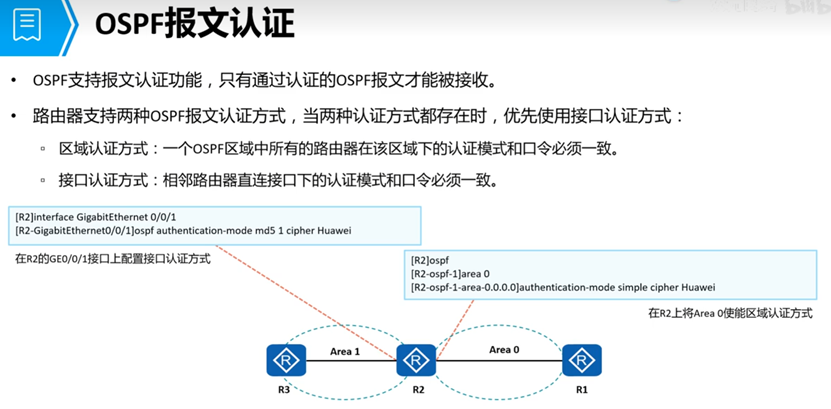 OSPF报文认证
• OSPF支持报文认证功能，只有通过认证的OSPF报文才能被接收。
• 路由器支持两种OSPF报文认证方式，当两种认证方式都存在时，优先使用接口认证方式：
▫ 区域认证方式：一个OSPF区域中所有的路由器在该区域下的认证模式和口令必须一致。
▫ 接口认证方式：相邻路由器直连接口下的认证模式和口令必须一致。
[R2]interface GigabitEthernet 0/0/1
[R2-GigabitEthernet0/0/1]ospf authentication-mode md5 1 cipher Huawei
在R2的GE0/0/1接口上配置接口认证方式
[R2]ospf
[R2-ospf-1]area 0
[R2-ospf-1-area-0.0.0.0]authentication-mode simple cipher Huawei
在R2上将Area 0使能区域认证方式
Area 1
Area 0
R
R
R
R3
R2
R1